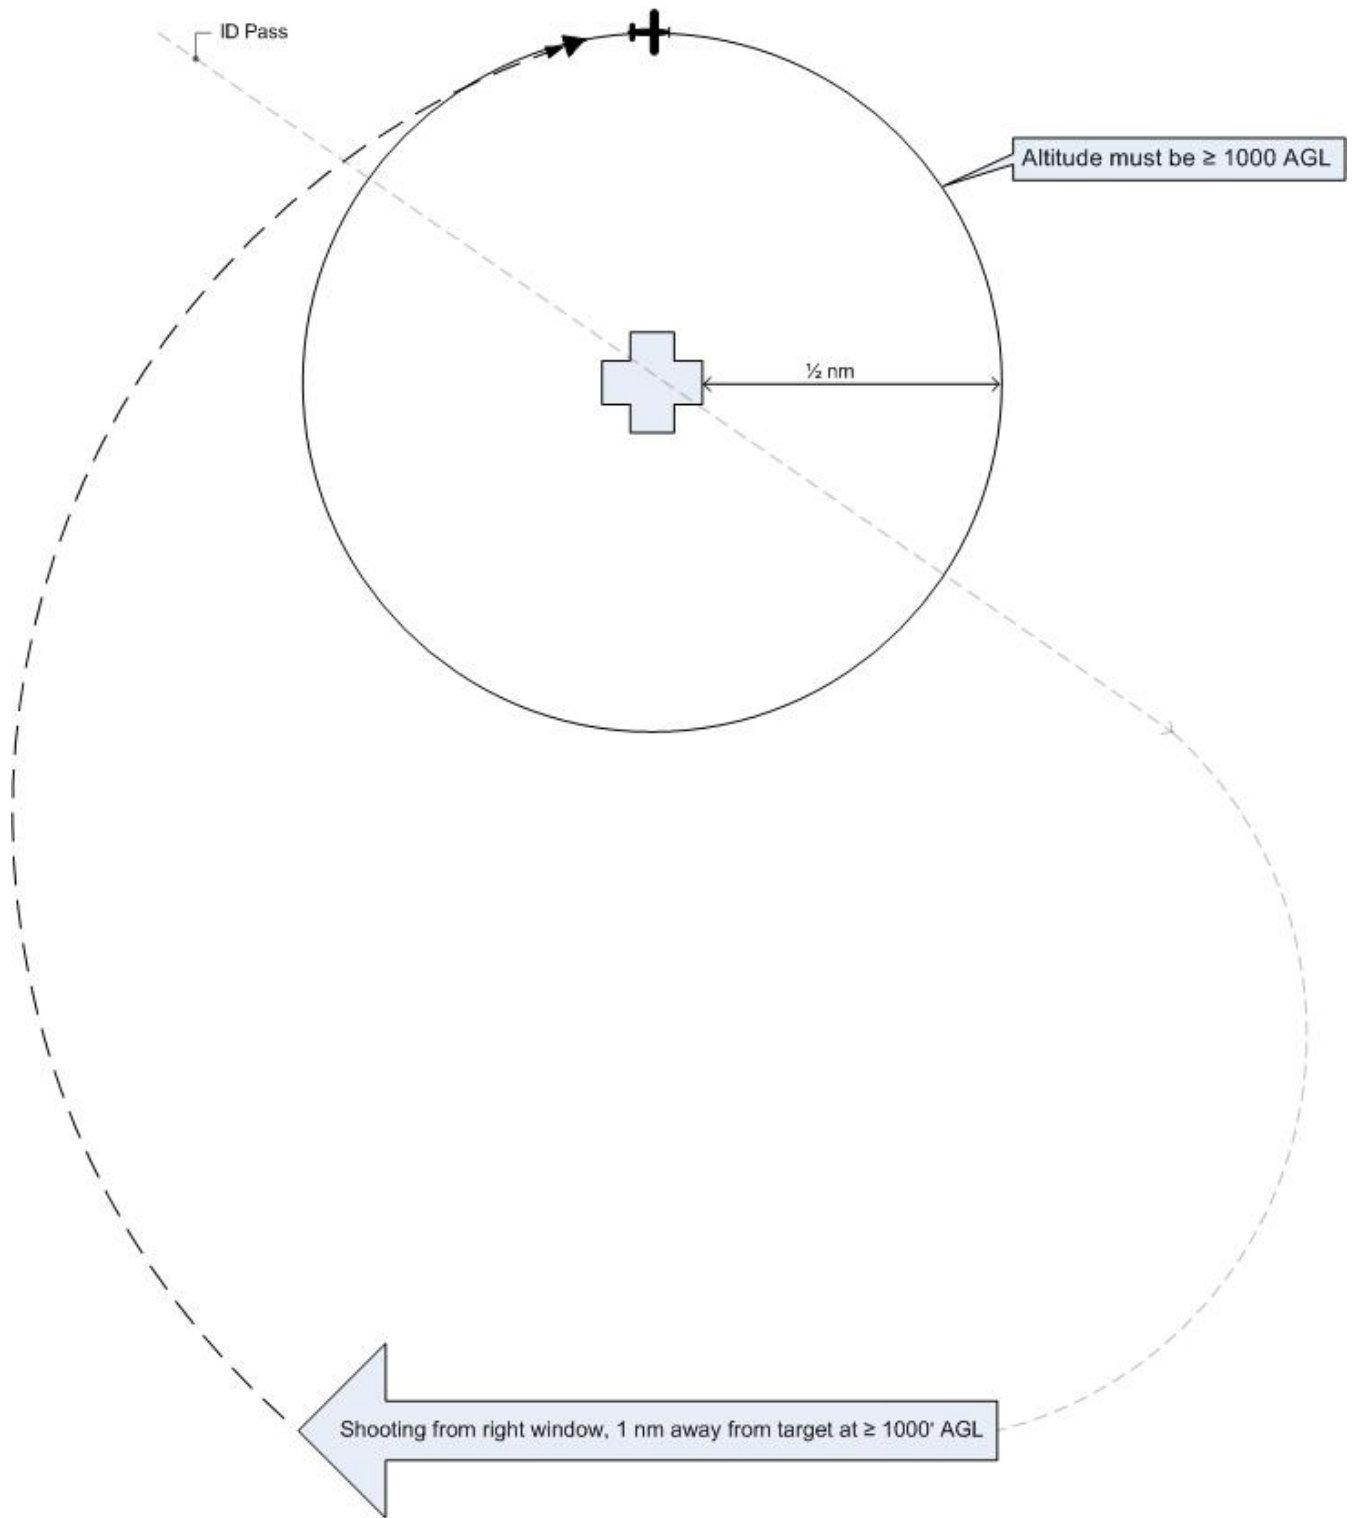 ID Pass
Altitude must be ≥ 1000 AGL
½ nm
Shooting from right window, 1 nm away from target at ≥ 1000' AGL